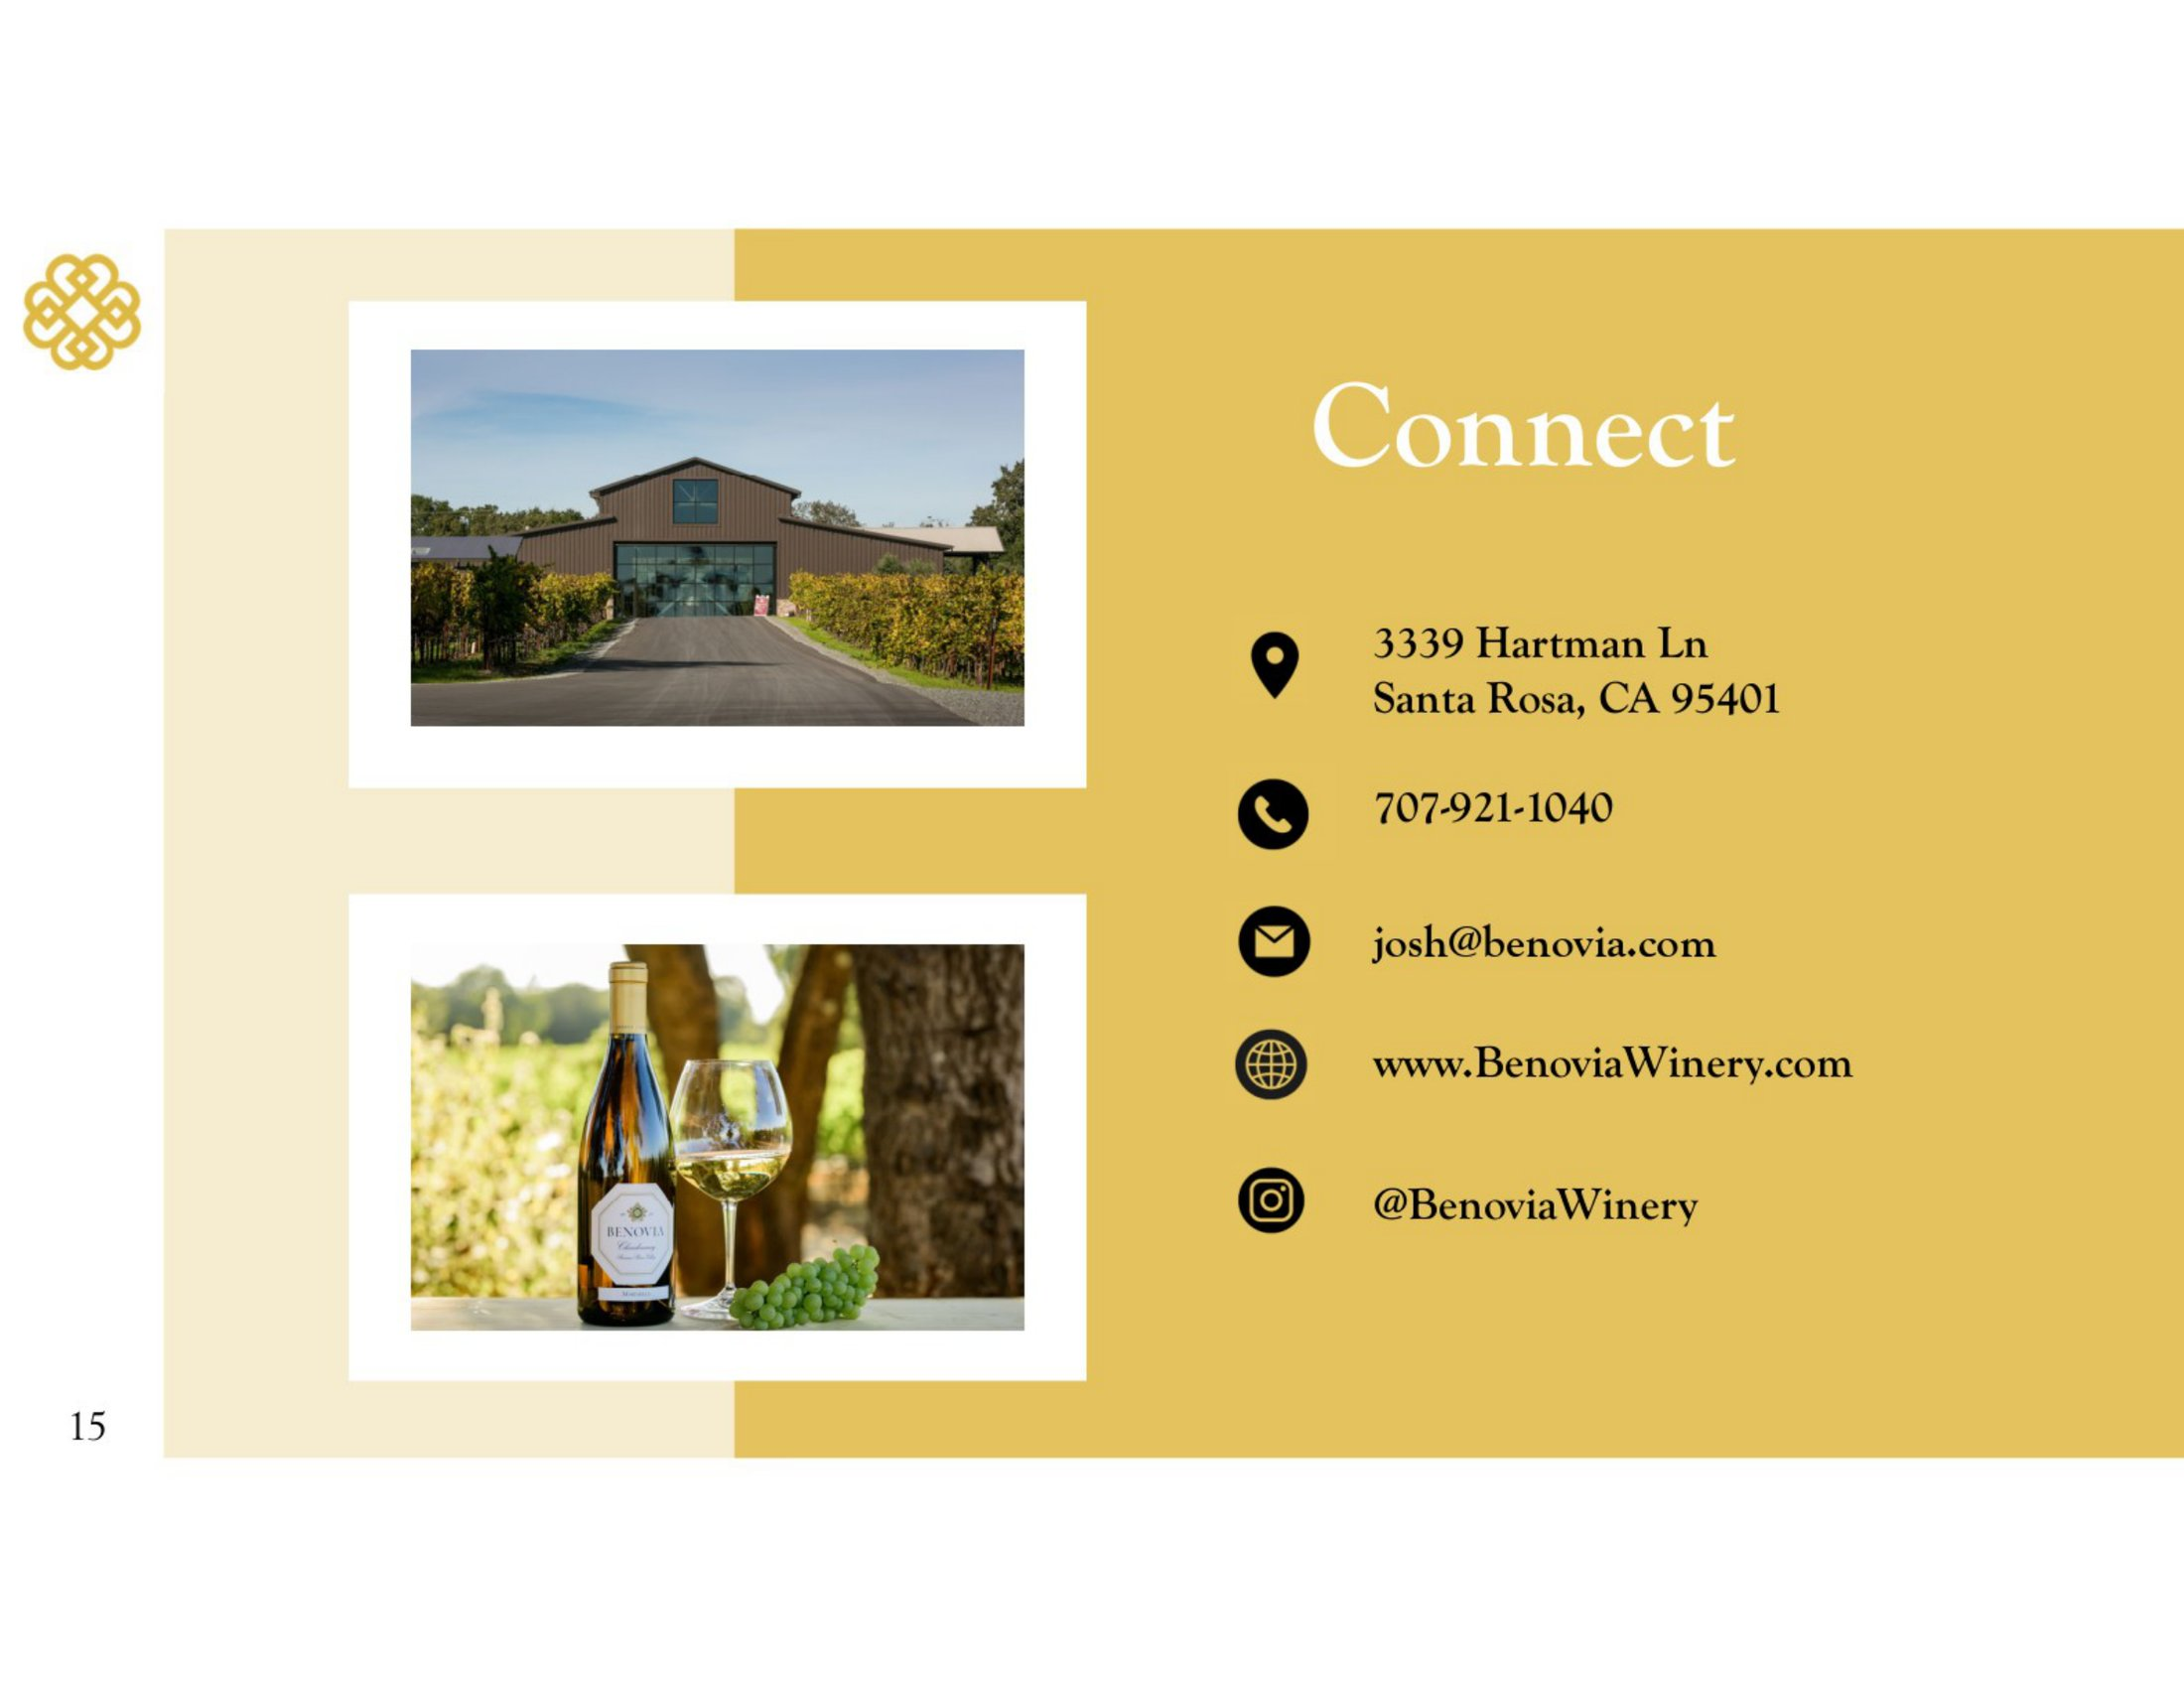 Connect
3339 Hartman Ln
Santa Rosa, CA 95401
707-921-1040
josh@benovia.com
www.BenoviaWinery.com
@BenoviaWinery
BENOVIA
Chardonnay
15